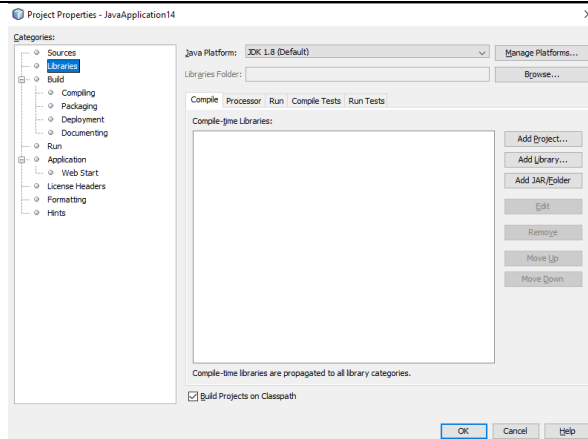 Project Properties - JavaApplication14
Categories:
Sources
Libraries
Build
Compiling
Packaging
Deployment
Documenting
Run
Application
Web Start
License Headers
Formatting
Hints
Java Platform: JDK 1.8 (Default) Manage Platforms...
Libraries Folder: Browse...
Compile Processor Run Compile Tests Run Tests
Compile-time Libraries:
Add Project...
Add Library...
Add JAR/Folder
Edit
Remove
Move Up
Move Down
Compile-time libraries are propagated to all library categories.
Build Projects on Classpath
OK Cancel Help